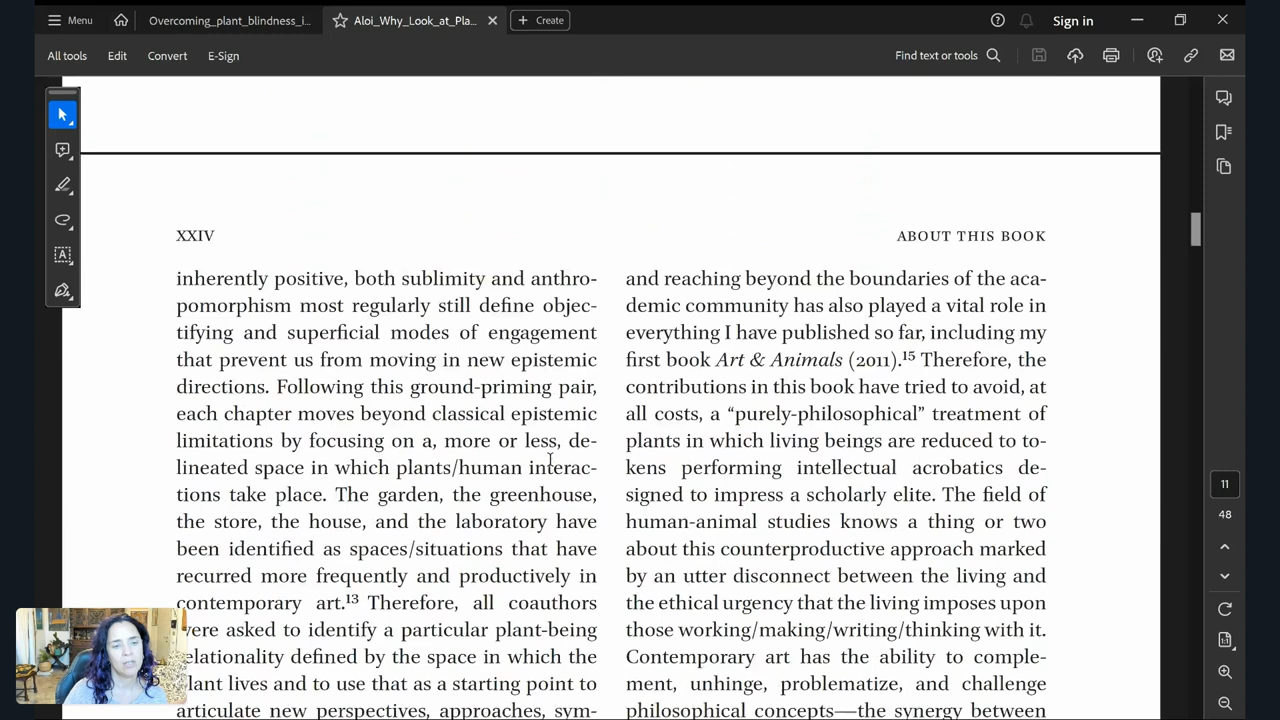 Menu
Overcoming_plant_blindness_i...
Aloi_Why_Look_at_Pla...
Create
Sign in
All tools
Edit
Convert
E-Sign
Find text or tools
XXIV
ABOUT THIS BOOK
inherently positive, both sublimity and anthro-
pomorphism most regularly still define objec-
tifying and superficial modes of engagement
that prevent us from moving in new epistemic
directions. Following this ground-priming pair,
each chapter moves beyond classical epistemic
limitations by focusing on a, more or less, de-
lineated space in which plants/human interac-
tions take place. The garden, the greenhouse,
the store, the house, and the laboratory have
been identified as spaces/situations that have
recurred more frequently and productively in
contemporary art.13 Therefore, all coauthors
were asked to identify a particular plant-being
relationality defined by the space in which the
plant lives and to use that as a starting point to
articulate new perspectives, approaches, sym-
and reaching beyond the boundaries of the aca-
demic community has also played a vital role in
everything I have published so far, including my
first book Art & Animals (2011).15 Therefore, the
contributions in this book have tried to avoid, at
all costs, a “purely-philosophical” treatment of
plants in which living beings are reduced to to-
kens performing intellectual acrobatics de-
signed to impress a scholarly elite. The field of
human-animal studies knows a thing or two
about this counterproductive approach marked
by an utter disconnect between the living and
the ethical urgency that the living imposes upon
those working/making/writing/thinking with it.
Contemporary art has the ability to comple-
ment, unhinge, problematize, and challenge
philosophical concepts—the synergy between
11
48